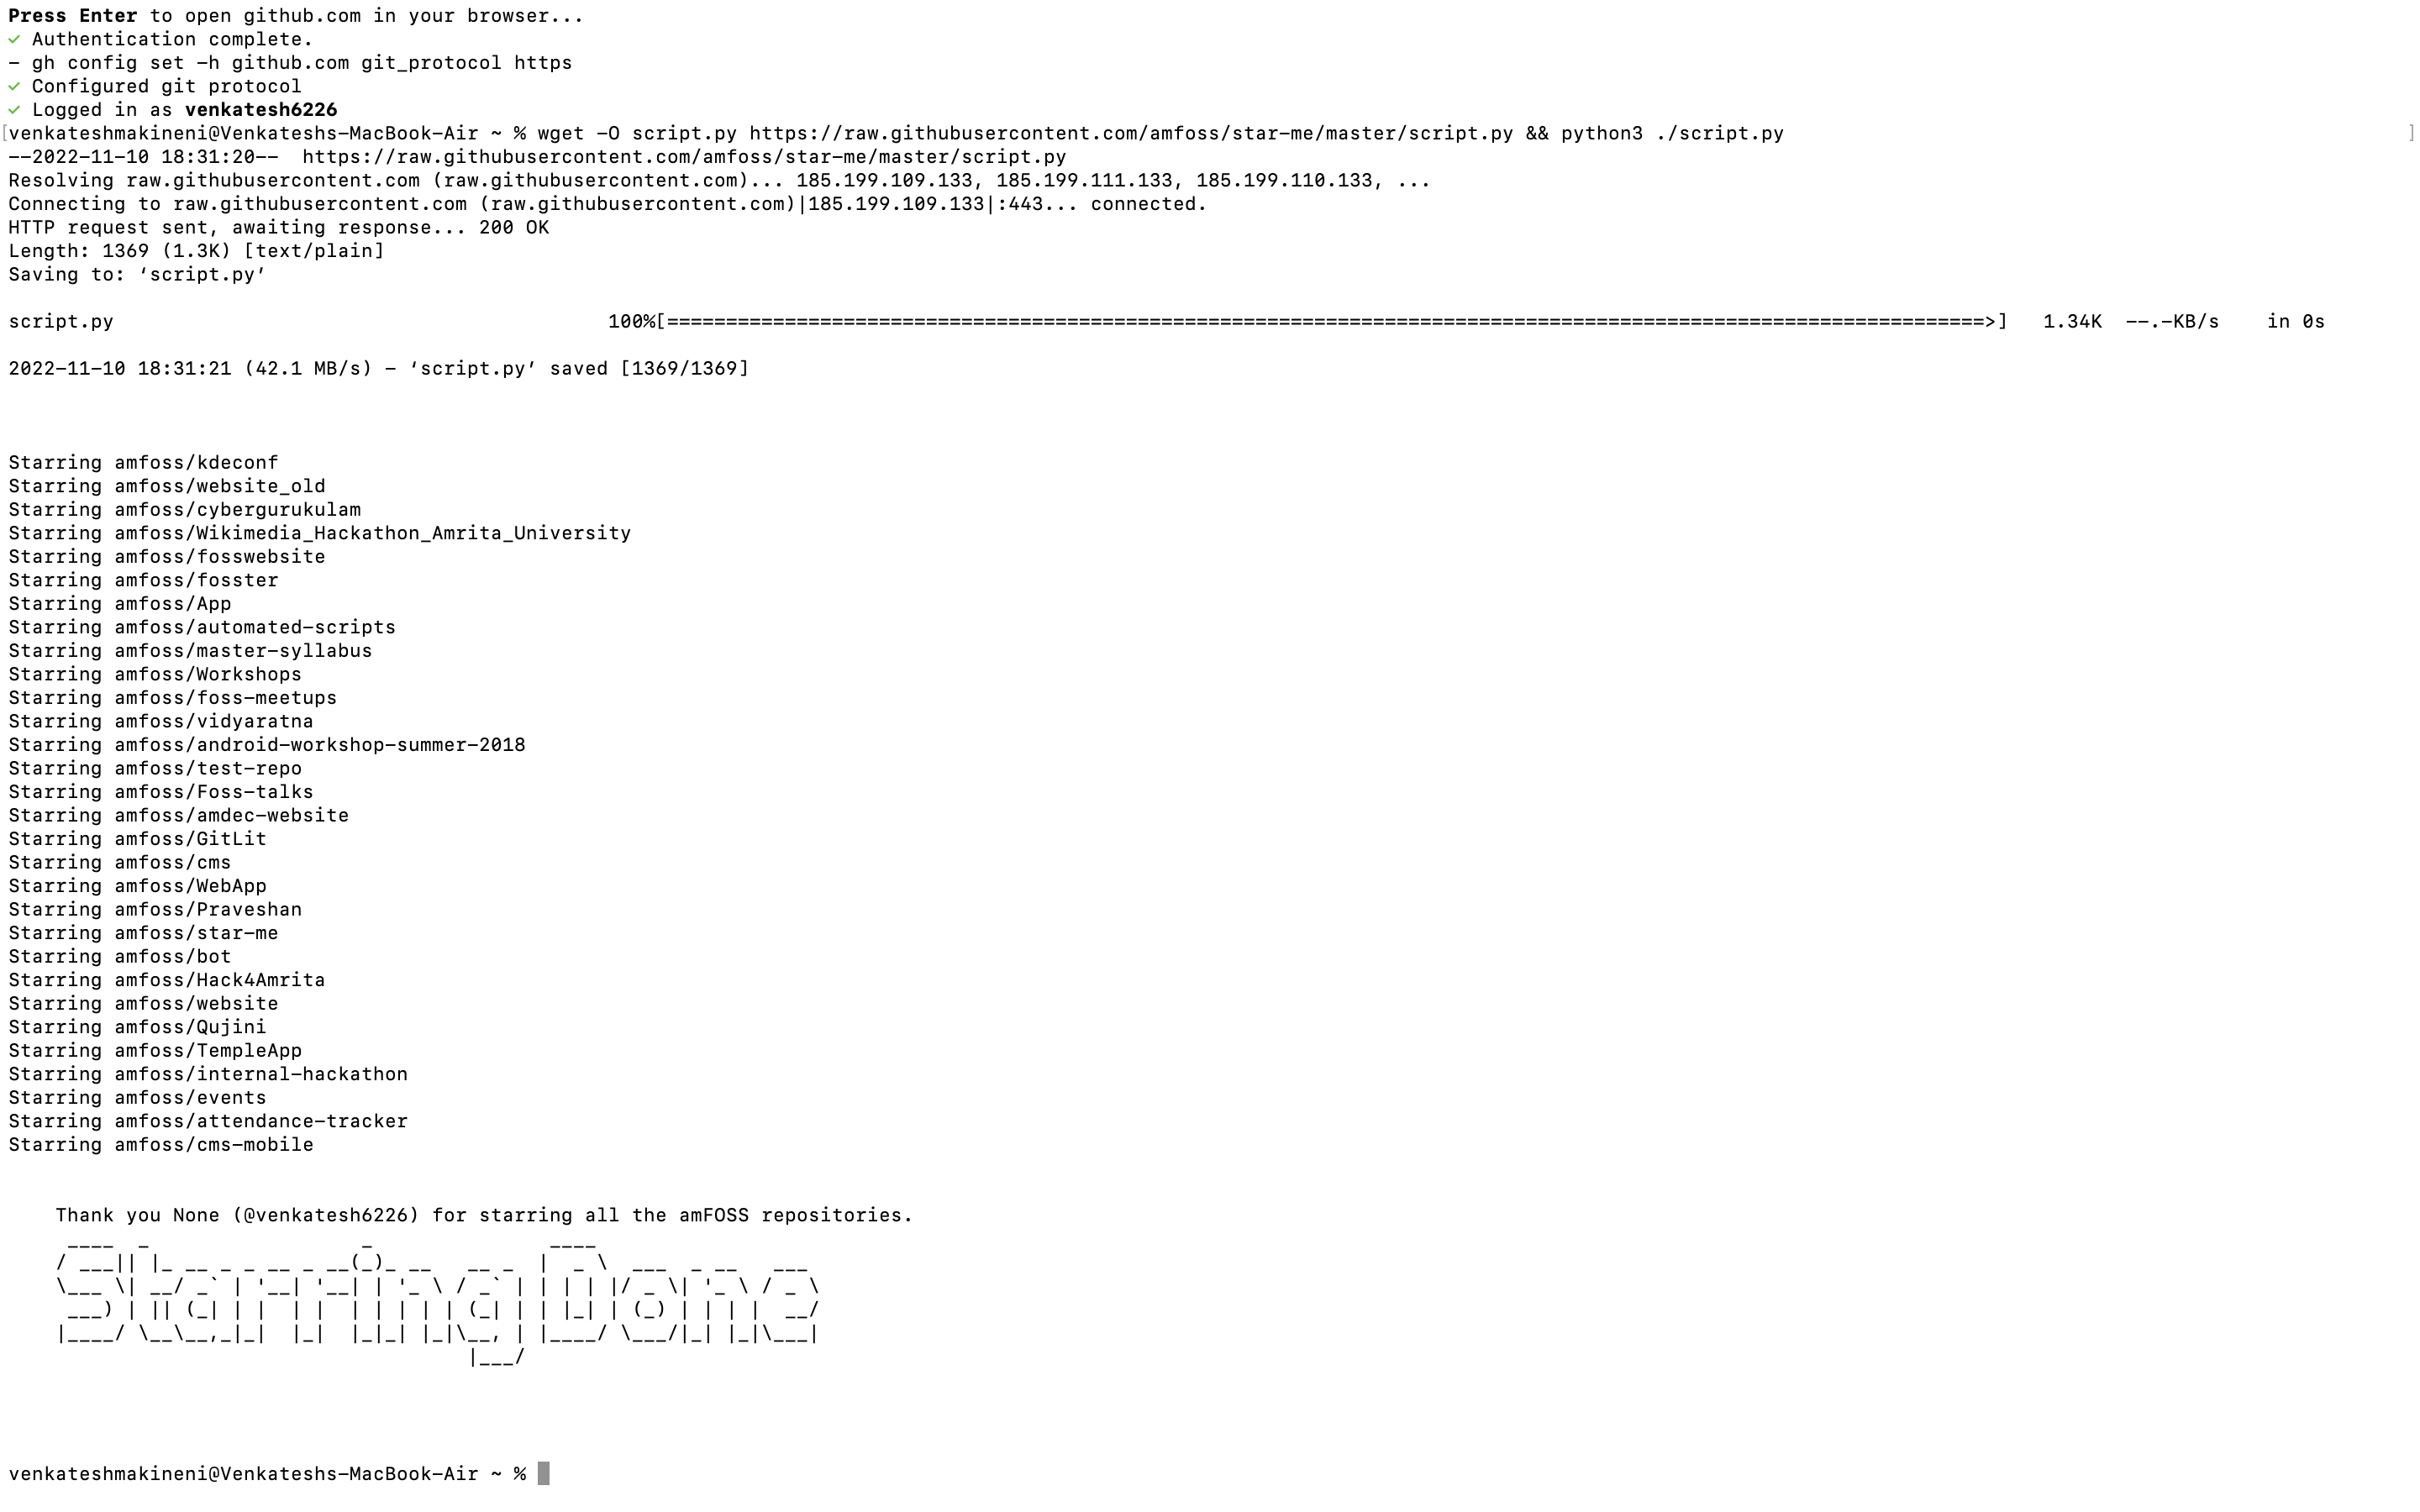 Press Enter to open github.com in your browser...
✓ Authentication complete.
- gh config set -h github.com git_protocol https
✓ Configured git protocol
✓ Logged in as venkatesh6226
[venkateshmakineni@Venkateshs-MacBook-Air ~ % wget -O script.py https://raw.githubusercontent.com/amfoss/star-me/master/script.py && python3 ./script.py ]
--2022-11-10 18:31:20--  https://raw.githubusercontent.com/amfoss/star-me/master/script.py
Resolving raw.githubusercontent.com (raw.githubusercontent.com)... 185.199.109.133, 185.199.111.133, 185.199.110.133, ...
Connecting to raw.githubusercontent.com (raw.githubusercontent.com)|185.199.109.133|:443... connected.
HTTP request sent, awaiting response... 200 OK
Length: 1369 (1.3K) [text/plain]
Saving to: ‘script.py’
script.py 100%[================================================================================================================>] 1.34K --.-KB/s in 0s
2022-11-10 18:31:21 (42.1 MB/s) - ‘script.py’ saved [1369/1369]
Starring amfoss/kdeconf
Starring amfoss/website_old
Starring amfoss/cybergurukulam
Starring amfoss/Wikimedia_Hackathon_Amrita_University
Starring amfoss/fosswebsite
Starring amfoss/fosster
Starring amfoss/App
Starring amfoss/automated-scripts
Starring amfoss/master-syllabus
Starring amfoss/Workshops
Starring amfoss/foss-meetups
Starring amfoss/vidyaratna
Starring amfoss/android-workshop-summer-2018
Starring amfoss/test-repo
Starring amfoss/Foss-talks
Starring amfoss/amdec-website
Starring amfoss/GitLit
Starring amfoss/cms
Starring amfoss/WebApp
Starring amfoss/Praveshan
Starring amfoss/star-me
Starring amfoss/bot
Starring amfoss/Hack4Amrita
Starring amfoss/website
Starring amfoss/Qujini
Starring amfoss/TempleApp
Starring amfoss/internal-hackathon
Starring amfoss/events
Starring amfoss/attendance-tracker
Starring amfoss/cms-mobile
Thank you None (@venkatesh6226) for starring all the amFOSS repositories.
Starring Done
venkateshmakineni@Venkateshs-MacBook-Air ~ %